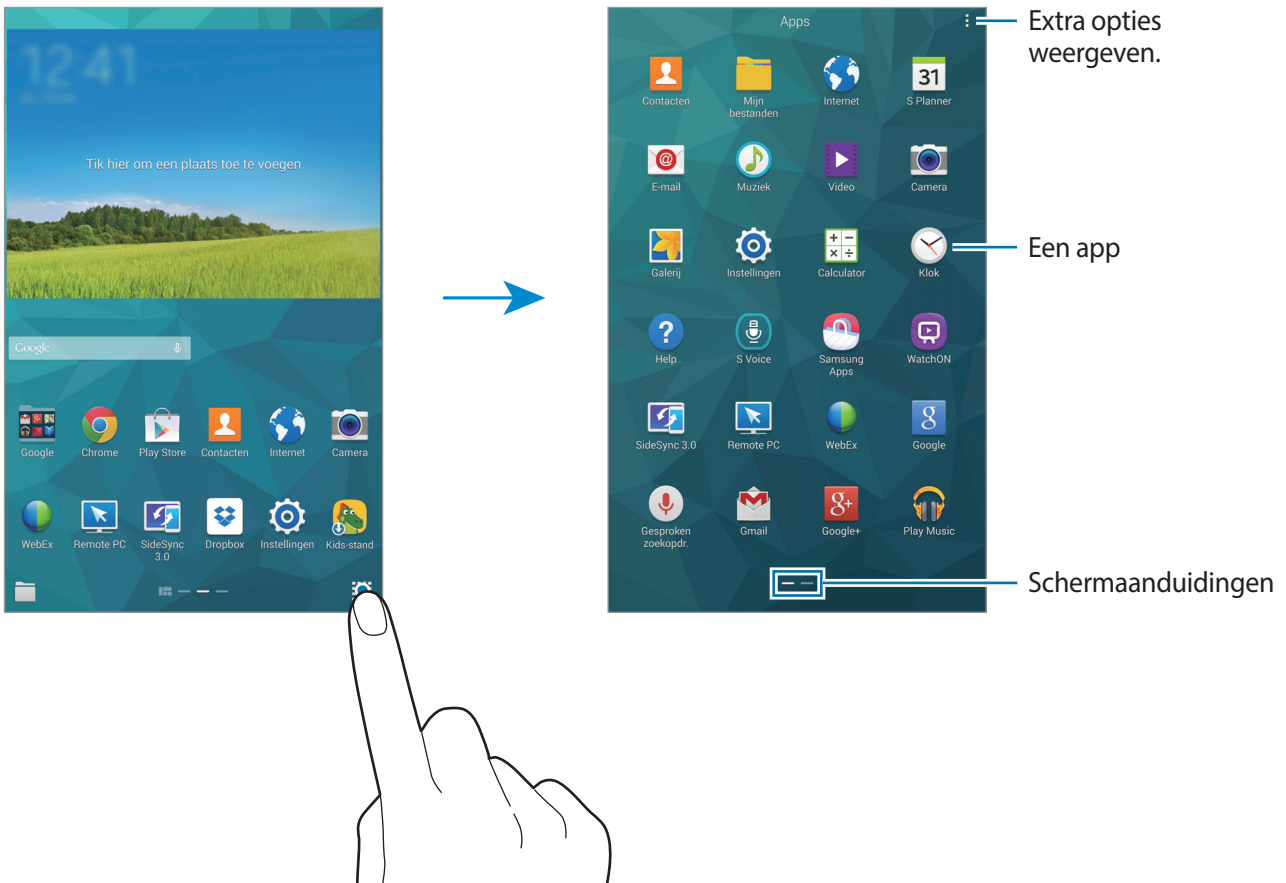 12:41
Tik hier om een plaats toe te voegen
Google
Google Chrome Play Store Contacten Internet Camera
WebEx Remote PC SideSync 3.0 Dropbox Instellingen Kids-stand
Apps
Contacten Mijn bestanden Internet 31 S Planner
E-mail Muziek Video Camera
Galerij Instellingen Calculator Klok
Help S Voice Samsung Apps WatchON
SideSync 3.0 Remote PC WebEx Google
Gesproken zoekopdr. Gmail Google+ Play Music
Extra opties
weergeven.
Een app
Schermaanduidingen